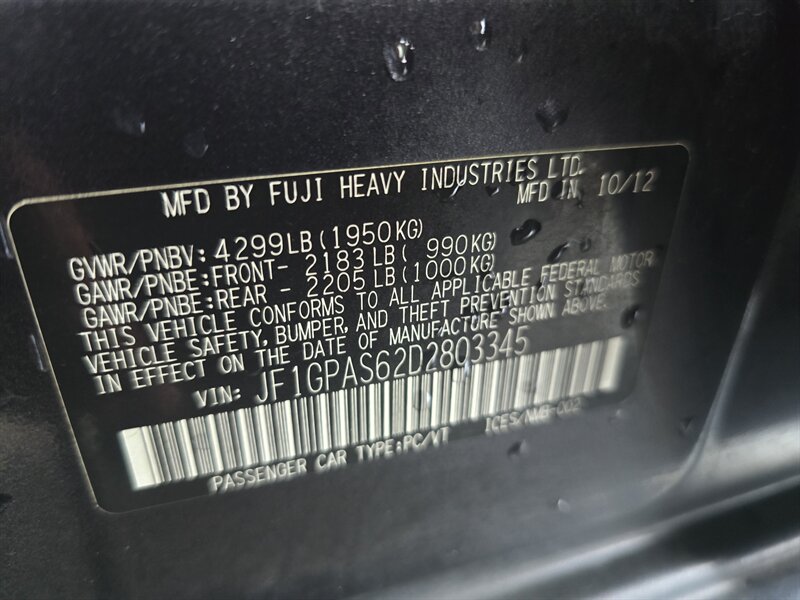 MFD BY FUJI HEAVY INDUSTRIES LTD.
MFD IN 10/12
GVWR/PNBV: 4299LB(1950KG)
GAWR/PNBE:FRONT- 2183LB( 990KG)
GAWR/PNBE:REAR - 2205LB(1000KG)
THIS VEHICLE CONFORMS TO ALL APPLICABLE FEDERAL MOTOR
VEHICLE SAFETY, BUMPER, AND THEFT PREVENTION STANDARDS
IN EFFECT ON THE DATE OF MANUFACTURE SHOWN ABOVE.
VIN: JF1GPAS62D2803345
PASSENGER CAR TYPE:PC/VT ICES/NMB-002